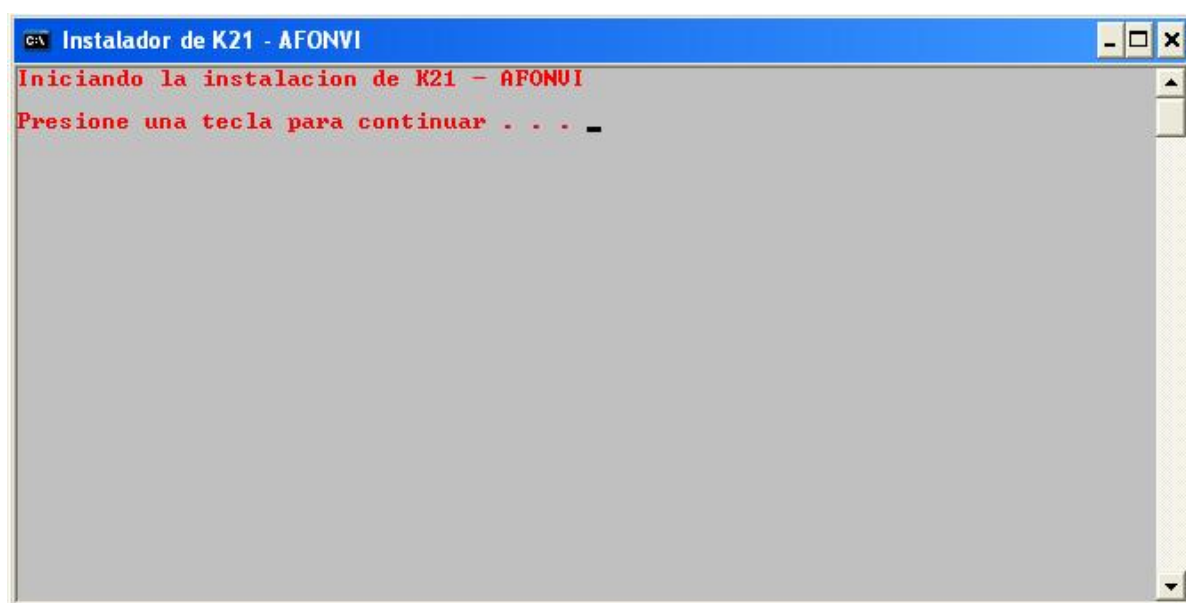 Instalador de K21 - AFONVI
Iniciando la instalacion de K21 - AFONVI
Presione una tecla para continuar . . .